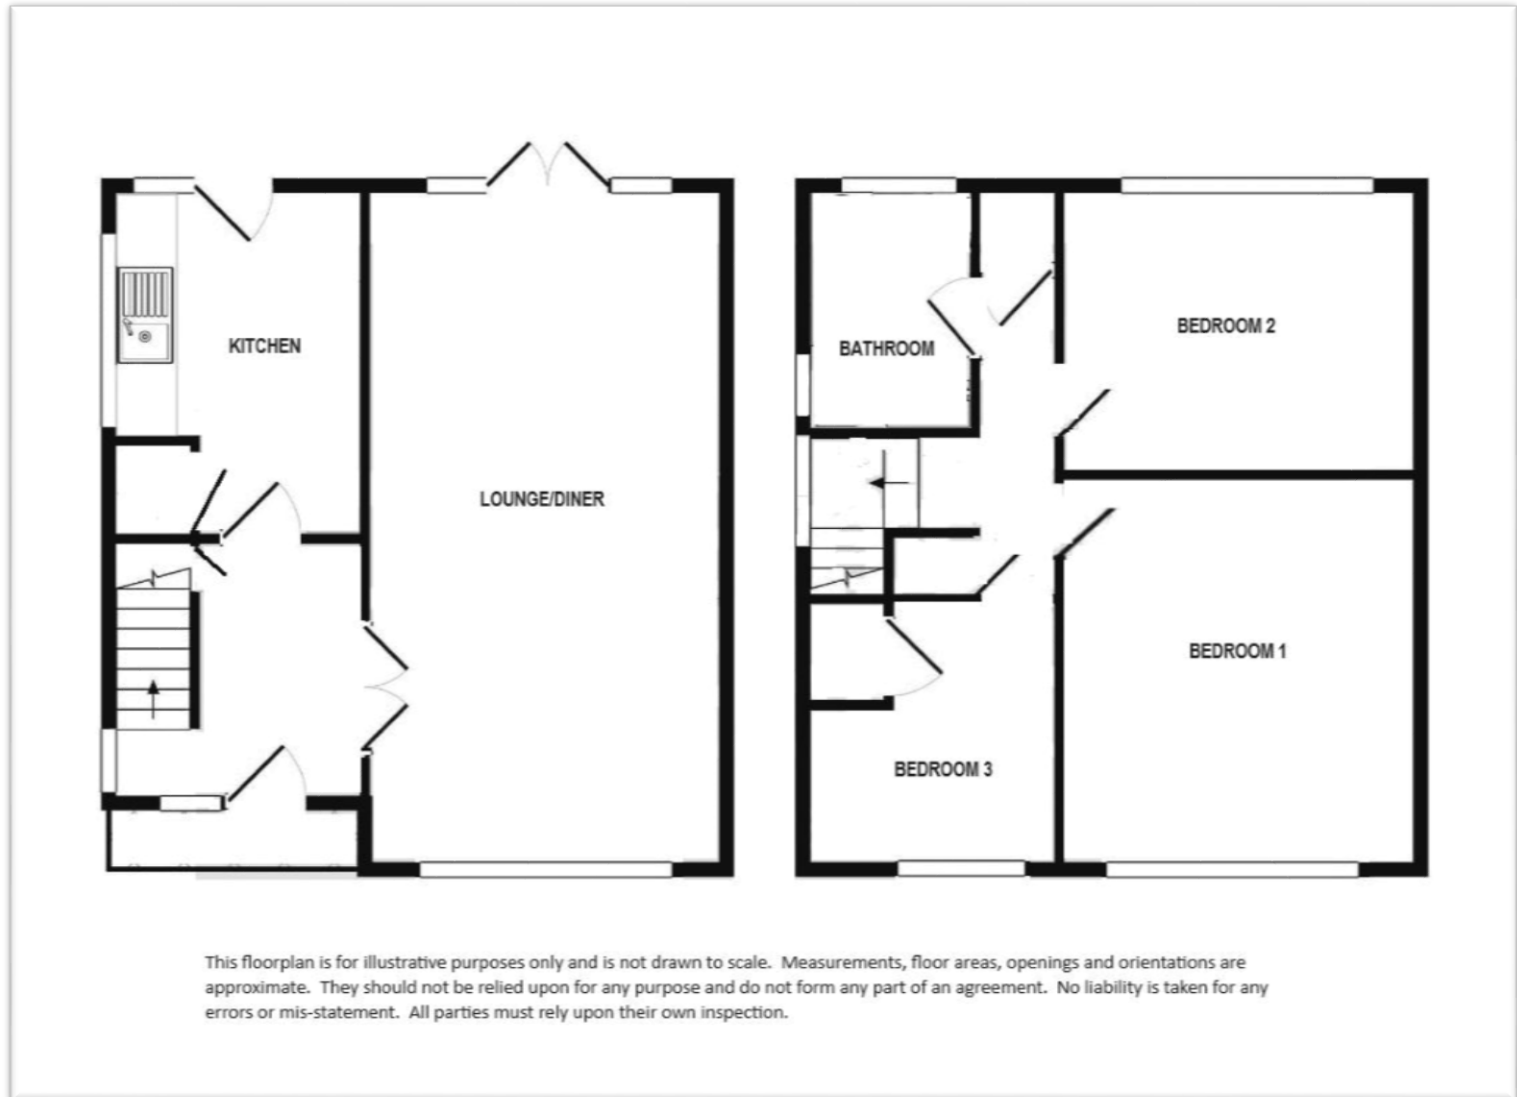 KITCHEN
LOUNGE/DINER
BATHROOM
BEDROOM 2
BEDROOM 1
BEDROOM 3
This floorplan is for illustrative purposes only and is not drawn to scale.  Measurements, floor areas, openings and orientations are
approximate.  They should not be relied upon for any purpose and do not form any part of an agreement.  No liability is taken for any
errors or mis-statement.  All parties must rely upon their own inspection.